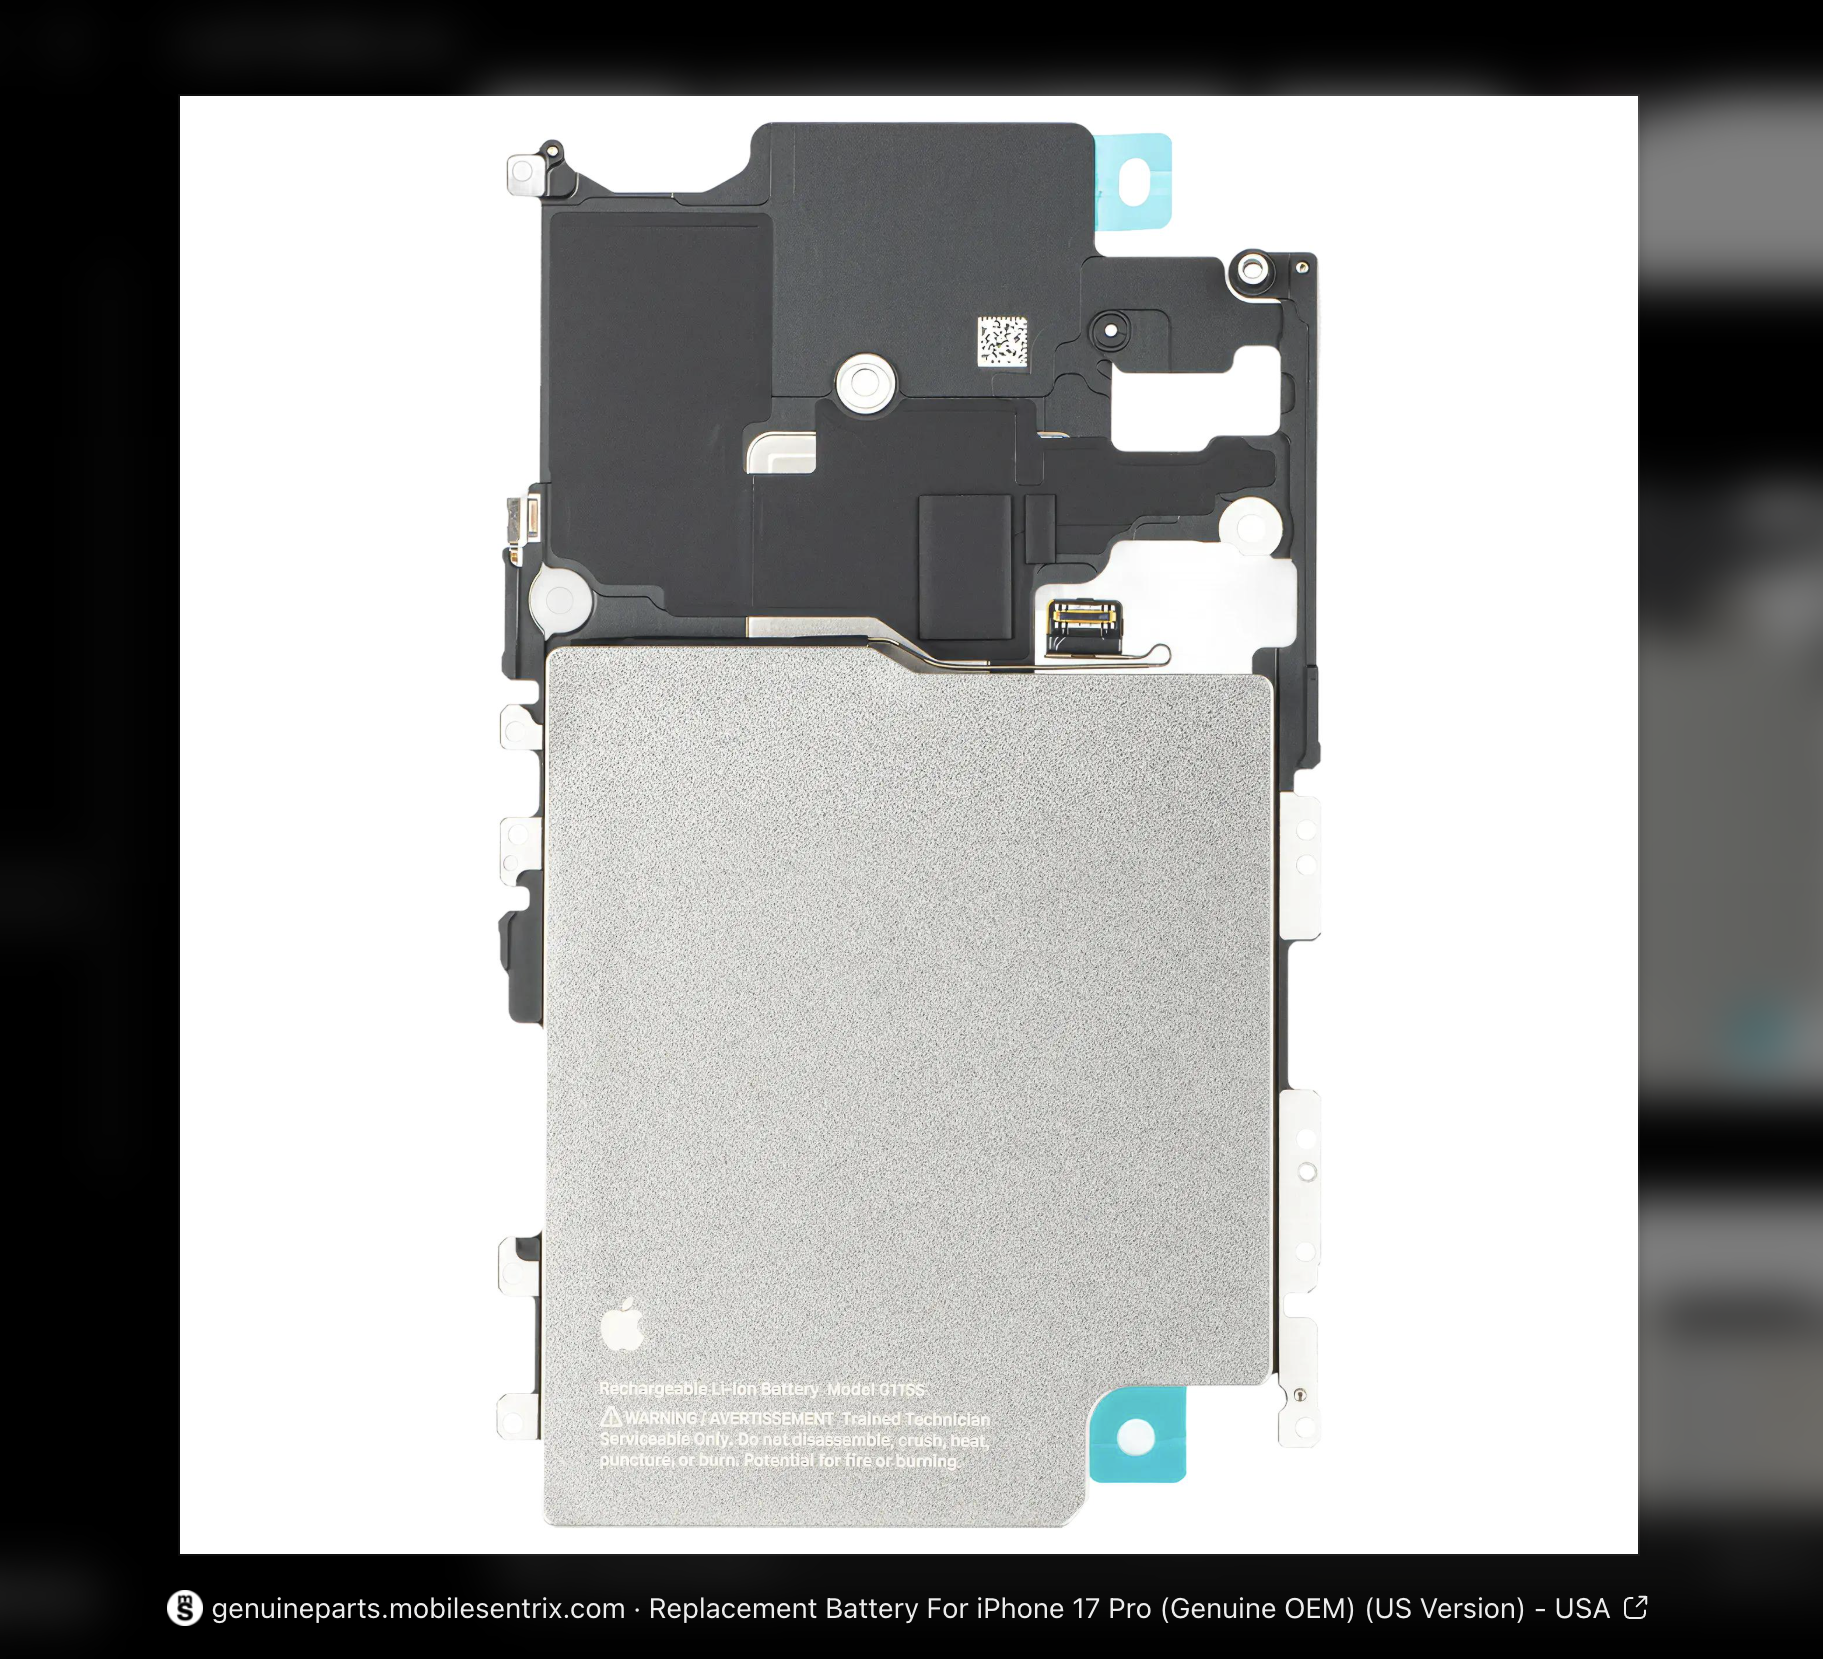 Rechargeable Li-ion Battery Model 0115S
⚠WARNING / AVERTISSEMENT Trained Technician
Serviceable Only. Do not disassemble, crush, heat,
puncture, or burn. Potential for fire or burning.
genuineparts.mobilesentrix.com · Replacement Battery For iPhone 17 Pro (Genuine OEM) (US Version) - USA